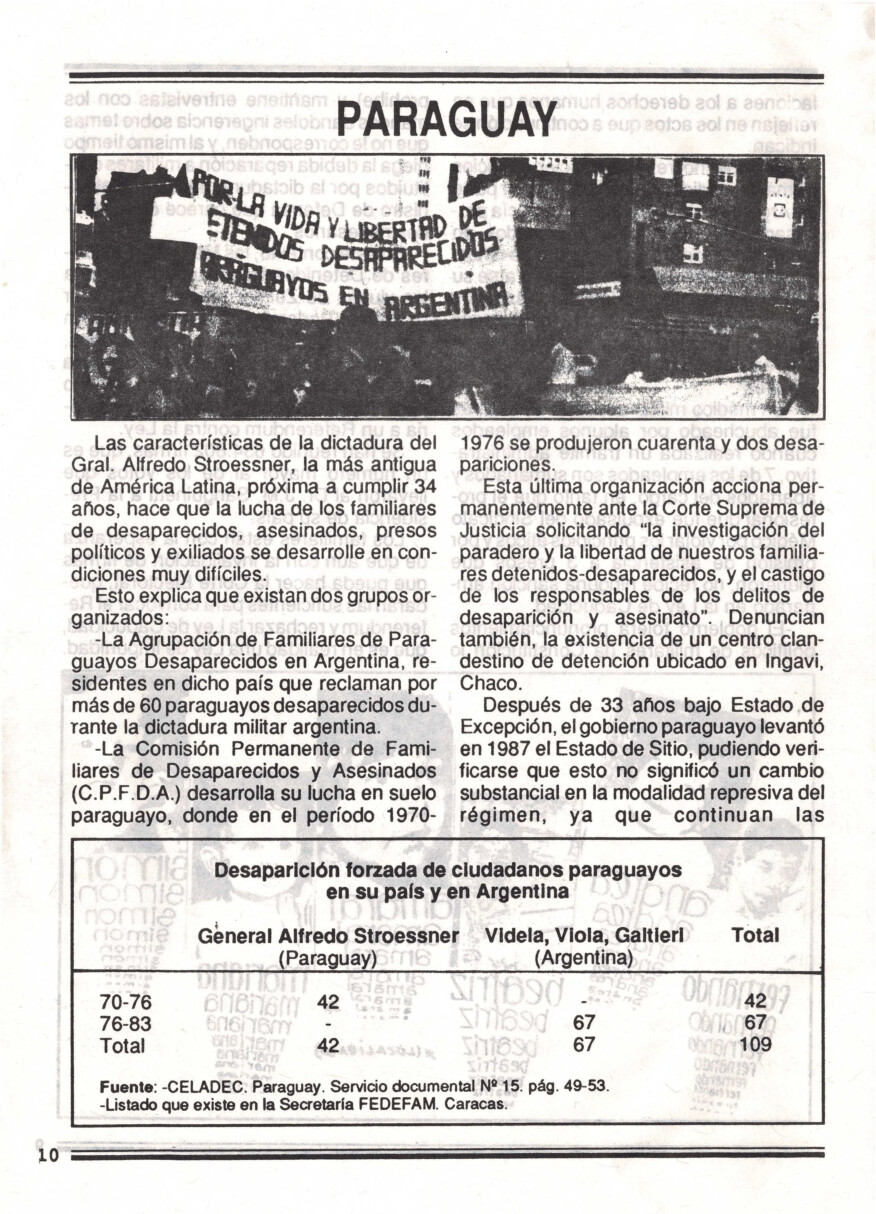 PARAGUAY
POR LA VIDA Y LIBERTAD DE
ETENIDOS DESAPARECIDOS
ARAGUAYOS EN ARGENTINA
Las características de la dictadura del
Gral. Alfredo Stroessner, la más antigua
de América Latina, próxima a cumplir 34
años, hace que la lucha de los familiares
de desaparecidos, asesinados, presos
políticos y exiliados se desarrolle en con-
diciones muy difíciles.
Esto explica que existan dos grupos or-
ganizados:
-La Agrupación de Familiares de Para-
guayos Desaparecidos en Argentina, re-
sidentes en dicho país que reclaman por
más de 60 paraguayos desaparecidos du-
rante la dictadura militar argentina.
-La Comisión Permanente de Fami-
liares de Desaparecidos y Asesinados
(C.P.F.D.A.) desarrolla su lucha en suelo
paraguayo, donde en el período 1970-
1976 se produjeron cuarenta y dos desa-
pariciones.
Esta última organización acciona per-
manentemente ante la Corte Suprema de
Justicia solicitando "la investigación del
paradero y la libertad de nuestros familia-
res detenidos-desaparecidos, y el castigo
de los responsables de los delitos de
desaparición y asesinato". Denuncian
también, la existencia de un centro clan-
destino de detención ubicado en Ingavi,
Chaco.
Después de 33 años bajo Estado de
Excepción, el gobierno paraguayo levantó
en 1987 el Estado de Sitio, pudiendo veri-
ficarse que esto no significó un cambio
substancial en la modalidad represiva del
régimen, ya que continuan las
Desaparición forzada de ciudadanos paraguayos
en su país y en Argentina
General Alfredo Stroessner Videla, Viola, Galtieri Total
(Paraguay) (Argentina)
70-76 42 - 42
76-83 - 67 67
Total 42 67 109
Fuente: -CELADEC. Paraguay. Servicio documental Nº 15. pág. 49-53.
-Listado que existe en la Secretaría FEDEFAM. Caracas.
10